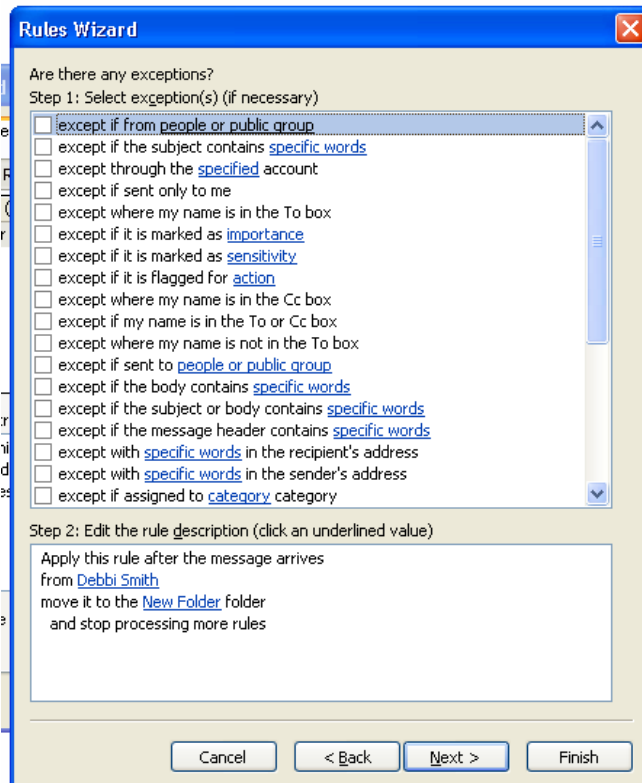 Rules Wizard
Are there any exceptions?
Step 1: Select exception(s) (if necessary)
except if from people or public group
except if the subject contains specific words
except through the specified account
except if sent only to me
except where my name is in the To box
except if it is marked as importance
except if it is marked as sensitivity
except if it is flagged for action
except where my name is in the Cc box
except if my name is in the To or Cc box
except where my name is not in the To box
except if sent to people or public group
except if the body contains specific words
except if the subject or body contains specific words
except if the message header contains specific words
except with specific words in the recipient's address
except with specific words in the sender's address
except if assigned to category category
Step 2: Edit the rule description (click an underlined value)
Apply this rule after the message arrives
from Debbi Smith
move it to the New Folder folder
and stop processing more rules
Cancel
< Back
Next >
Finish